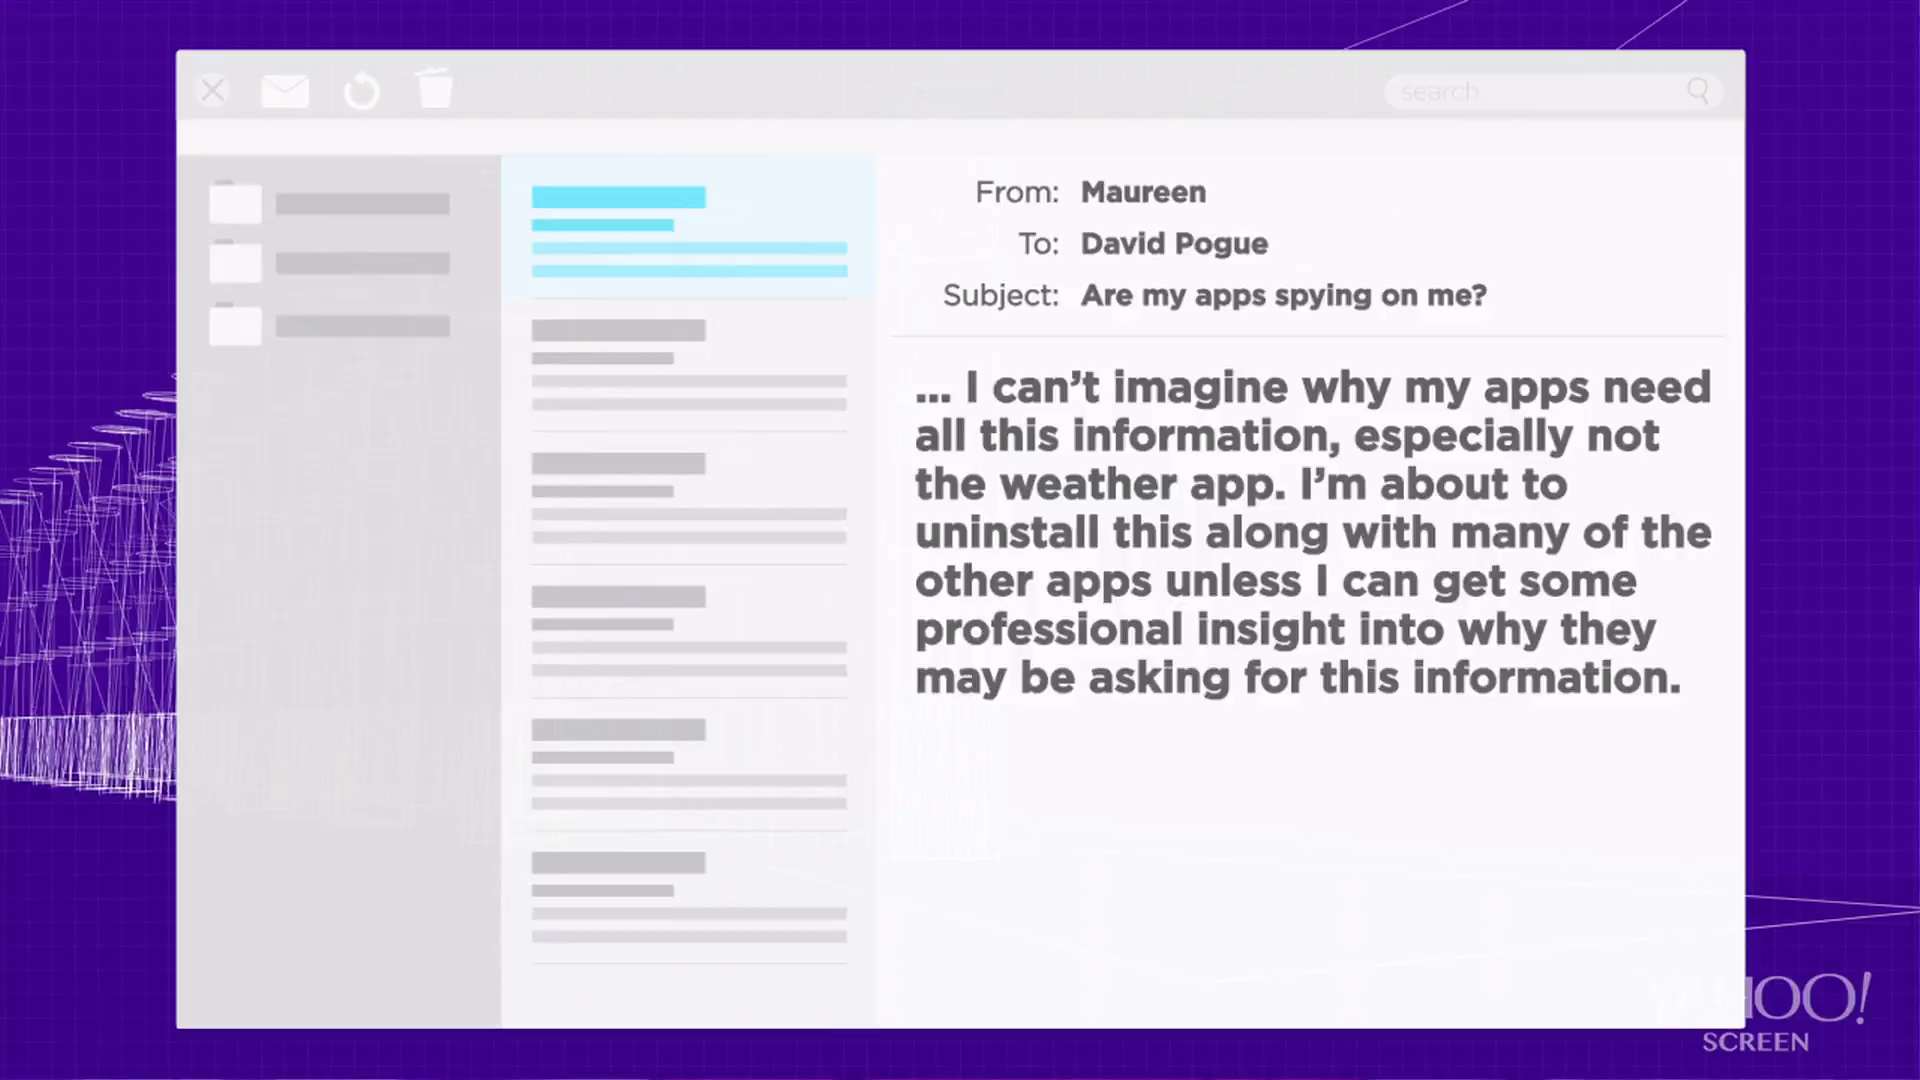 search
From: Maureen
To: David Pogue
Subject: Are my apps spying on me?
... I can't imagine why my apps need
all this information, especially not
the weather app. I'm about to
uninstall this along with many of the
other apps unless I can get some
professional insight into why they
may be asking for this information.
YAHOO!
SCREEN